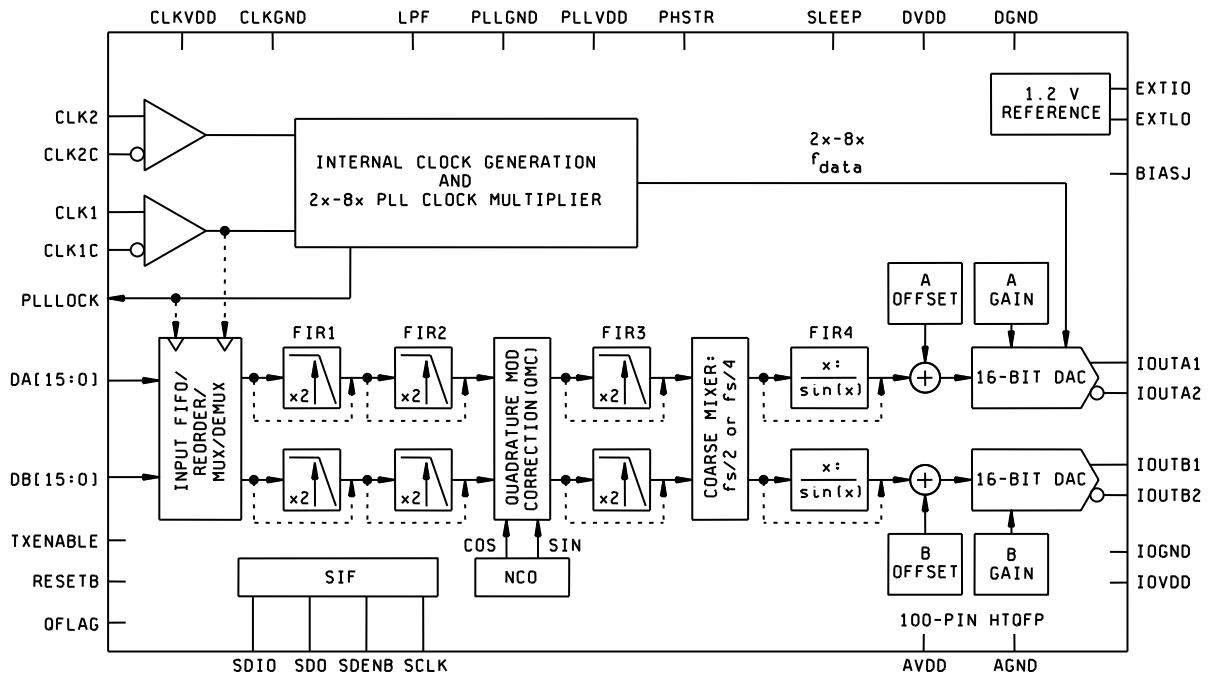 CLKVDD CLKGND LPF PLLGND PLLVDD PHSTR SLEEP DVDD DGND
CLK2
CLK2C
CLK1
CLK1C
PLLLOCK
DA[15:0]
DB[15:0]
TXENABLE
RESETB
QFLAG
INTERNAL CLOCK GENERATION
AND
2x-8x PLL CLOCK MULTIPLIER
2x-8x
fdata
1.2 V
REFERENCE
EXTIO
EXTLO
BIASJ
A
OFFSET
A
GAIN
FIR1
FIR2
FIR3
FIR4
INPUT FIFO/
REORDER/
MUX/DEMUX
x2
x2
QUADRATURE MOD
CORRECTION(QMC)
x2
COARSE MIXER:
fs/2 or fs/4
x:
sin(x)
16-BIT DAC
IOUTA1
IOUTA2
x2
x2
x2
x:
sin(x)
16-BIT DAC
IOUTB1
IOUTB2
COS
SIN
NCO
SIF
B
OFFSET
B
GAIN
IOGND
IOVDD
100-PIN HTQFP
SDIO SDO SDENB SCLK
AVDD AGND